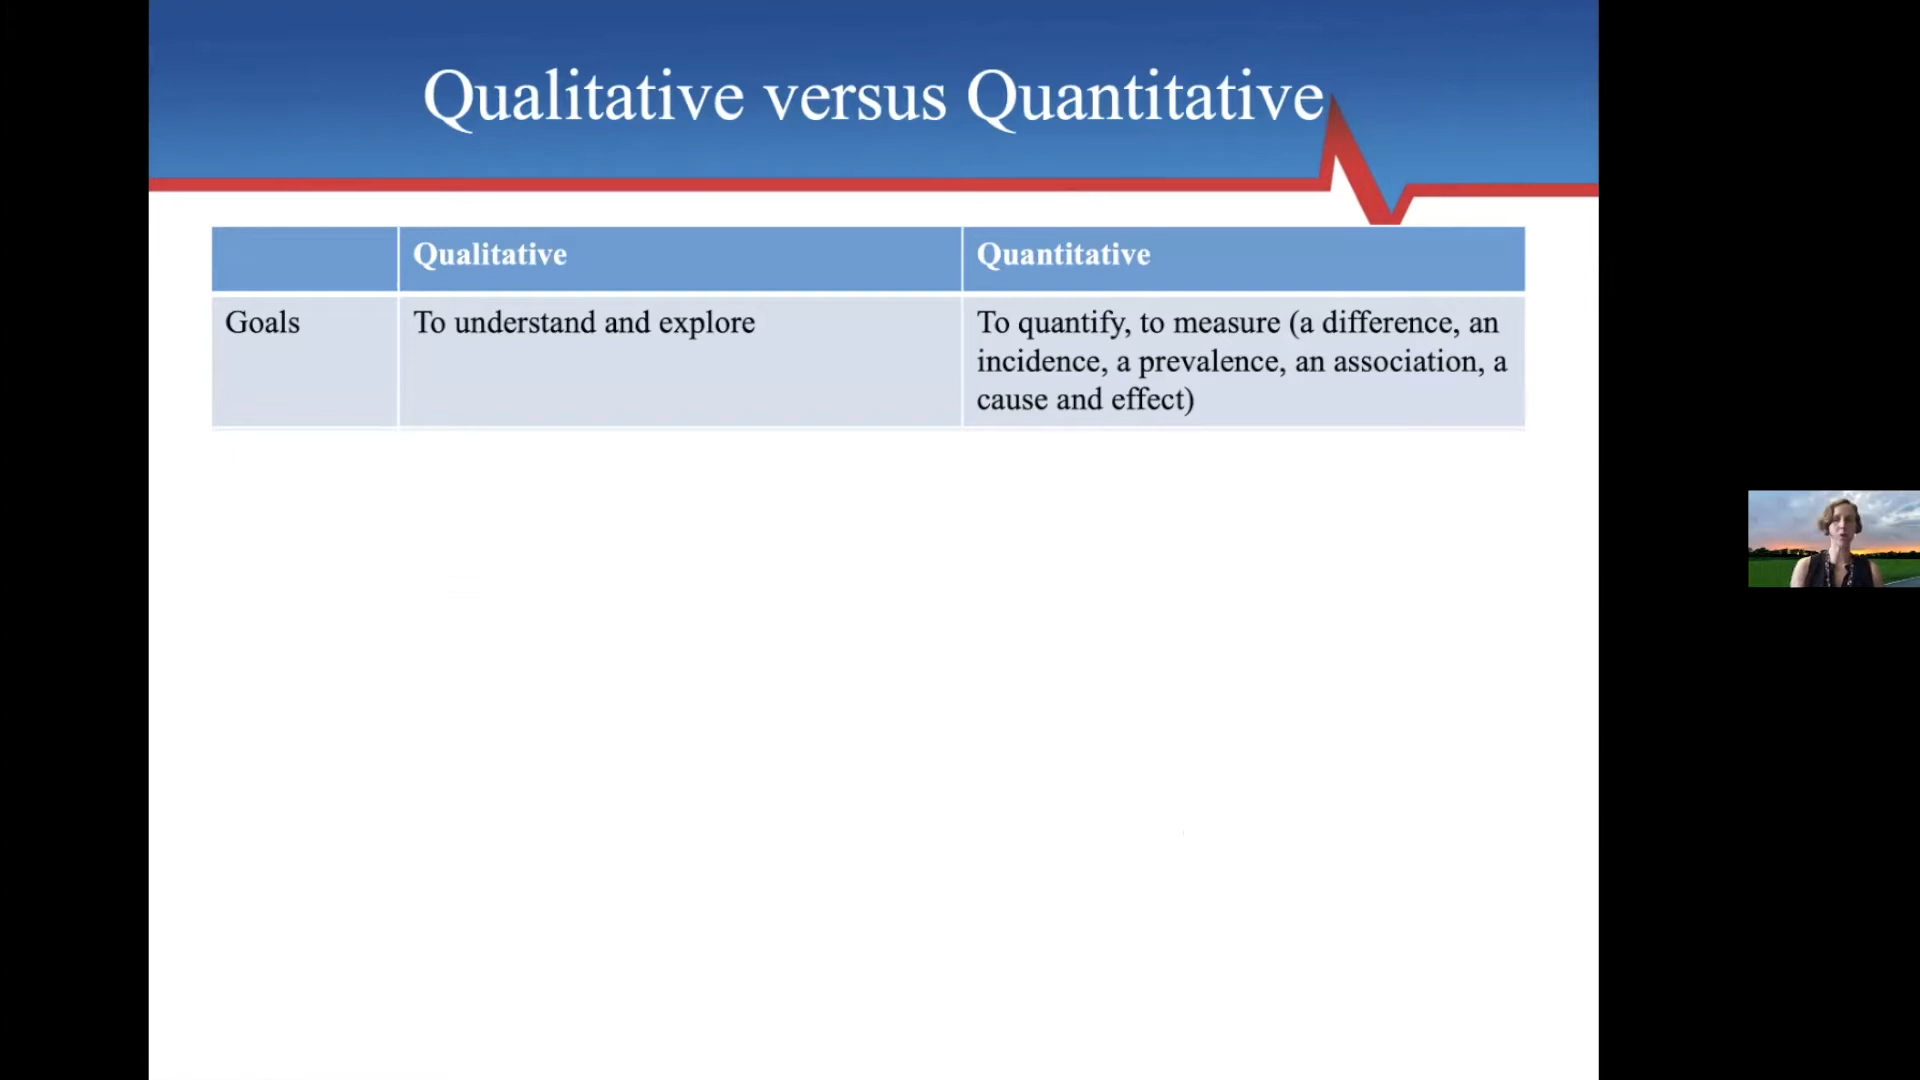 Qualitative versus Quantitative
Qualitative
Quantitative
Goals
To understand and explore
To quantify, to measure (a difference, an
incidence, a prevalence, an association, a
cause and effect)